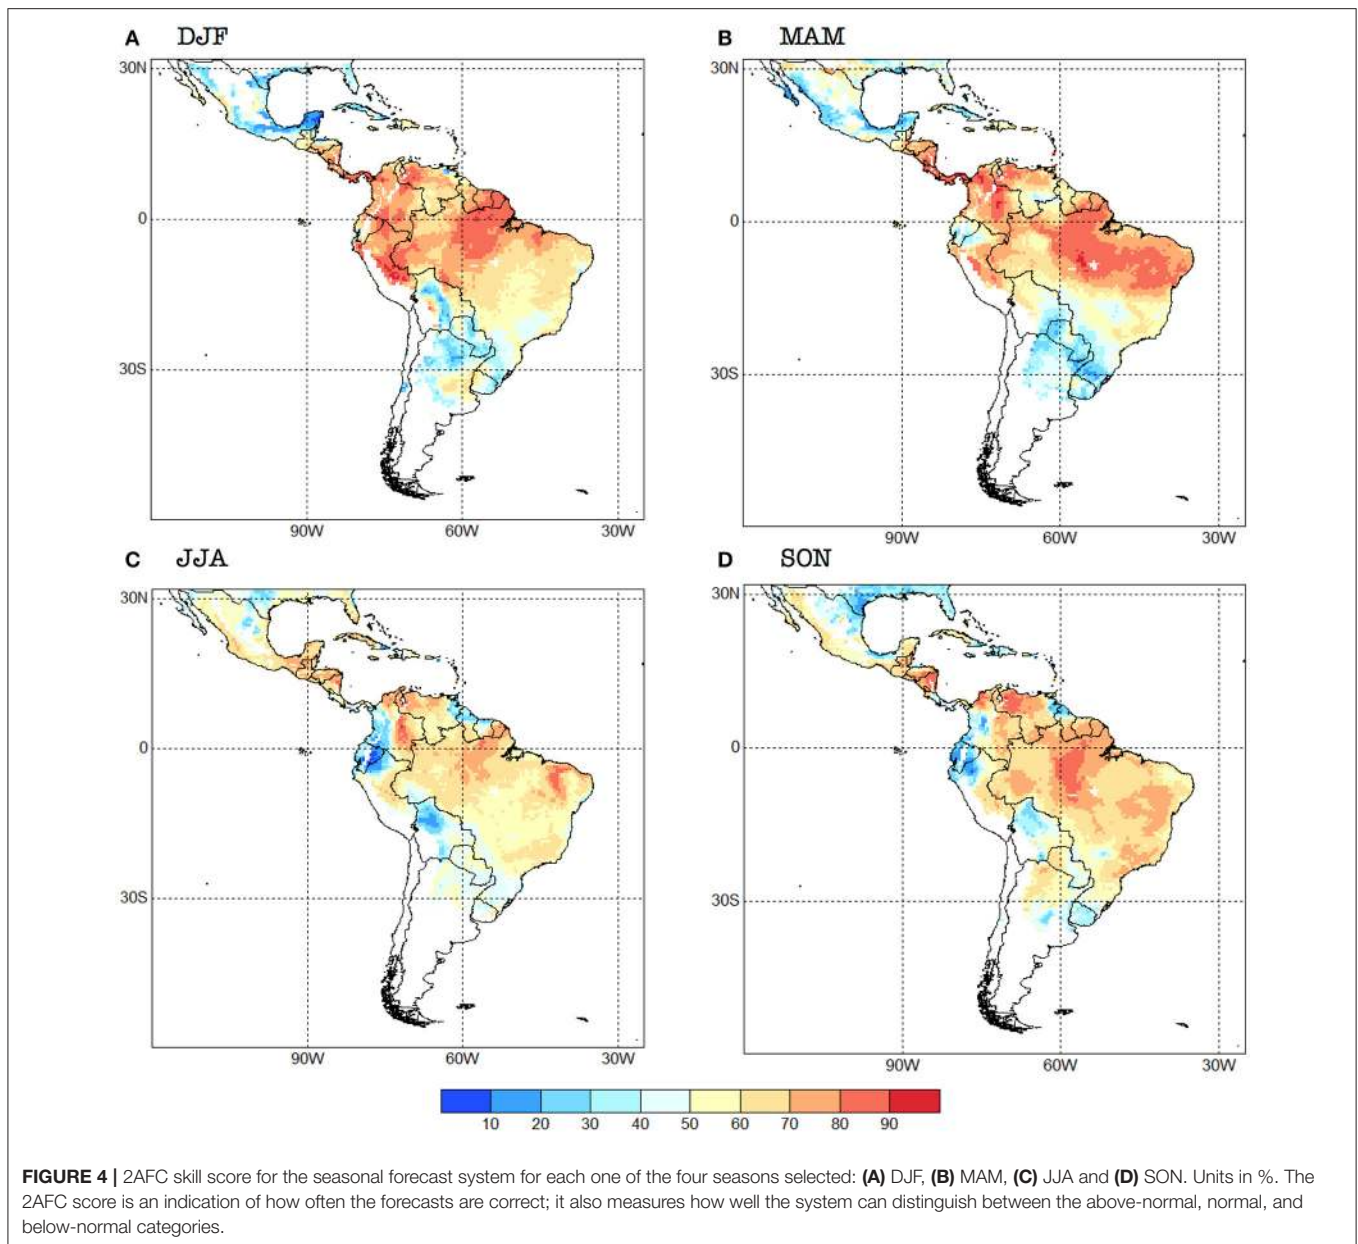 A DJF
B MAM
30N
0
30S
90W 60W 30W
30N
0
30S
90W 60W 30W
C JJA
D SON
30N
0
30S
90W 60W 30W
30N
0
30S
90W 60W 30W
10 20 30 40 50 60 70 80 90
FIGURE 4 | 2AFC skill score for the seasonal forecast system for each one of the four seasons selected: (A) DJF, (B) MAM, (C) JJA and (D) SON. Units in %. The
2AFC score is an indication of how often the forecasts are correct; it also measures how well the system can distinguish between the above-normal, normal, and
below-normal categories.